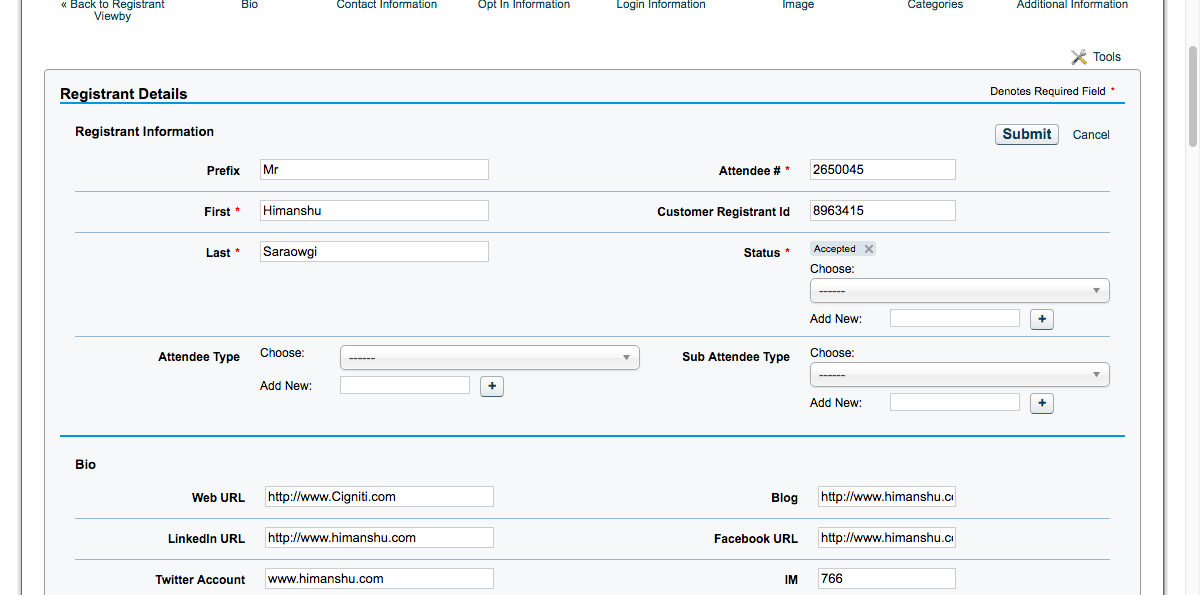 « Back to Registrant Viewby Bio Contact Information Opt In Information Login Information Image Categories Additional Information
Tools
Registrant Details Denotes Required Field *
Registrant Information Submit Cancel
Prefix Mr Attendee # * 2650045
First * Himanshu Customer Registrant Id 8963415
Last * Saraowgi Status * Accepted
Choose:
------
Add New: +
Attendee Type Choose: ------ Sub Attendee Type Choose:
------
Add New: + Add New: +
Bio
Web URL http://www.Cigniti.com Blog http://www.himanshu.c
LinkedIn URL http://www.himanshu.com Facebook URL http://www.himanshu.c
Twitter Account www.himanshu.com IM 766